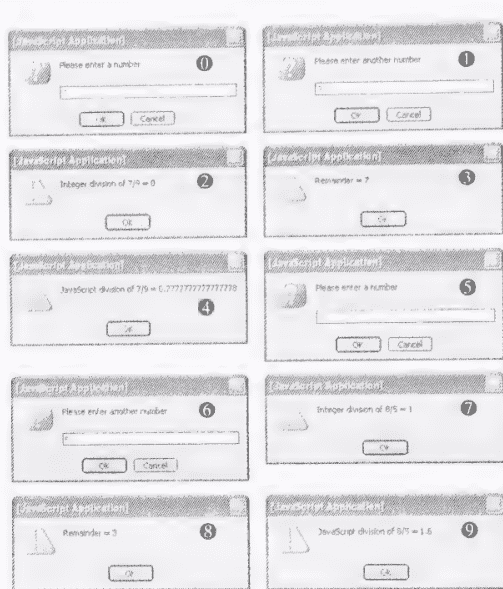 [JavaScript Application]
Please enter a number
0
Ok
Cancel
[JavaScript Application]
Please enter another number
1
Ok
Cancel
[JavaScript Application]
Integer division of 7/9 = 0
2
Ok
[JavaScript Application]
Remainder = 7
3
Ok
[JavaScript Application]
JavaScript division of 7/9 = 0.7777777777777778
4
Ok
[JavaScript Application]
Please enter a number
5
Ok
Cancel
[JavaScript Application]
Please enter another number
6
Ok
Cancel
[JavaScript Application]
Integer division of 8/5 = 1
7
Ok
[JavaScript Application]
Remainder = 3
8
Ok
[JavaScript Application]
JavaScript division of 8/5 = 1.6
9
Ok